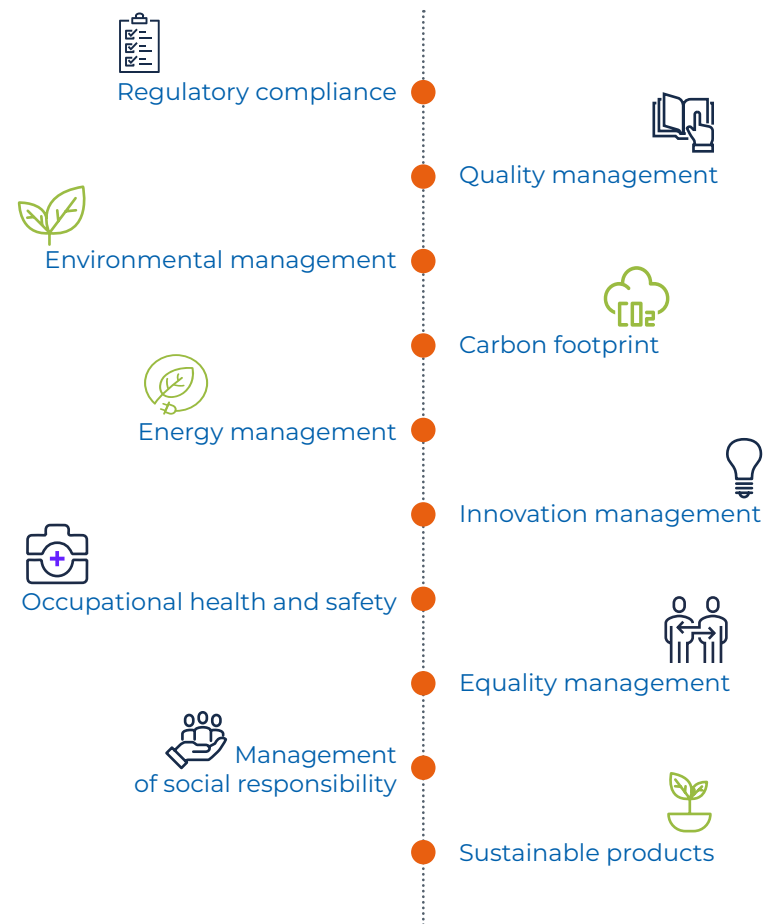 Regulatory compliance
Quality management
Environmental management
CO2
Carbon footprint
Energy management
Innovation management
Occupational health and safety
Equality management
Management
of social responsibility
Sustainable products